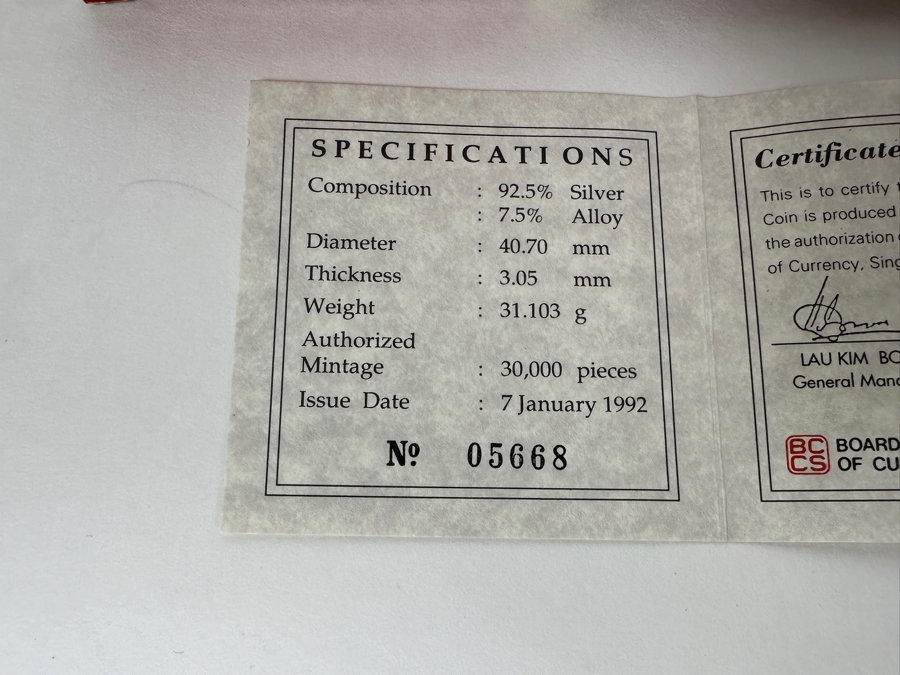 SPECIFICATIONS
Composition : 92.5% Silver
: 7.5% Alloy
Diameter : 40.70 mm
Thickness : 3.05 mm
Weight : 31.103 g
Authorized
Mintage : 30,000 pieces
Issue Date : 7 January 1992
Nº 05668
Certificate
This is to certify
Coin is produced
the authorization
of Currency, Sing
LAU KIM BO
General Mana
BC
CS
BOARD
OF CU